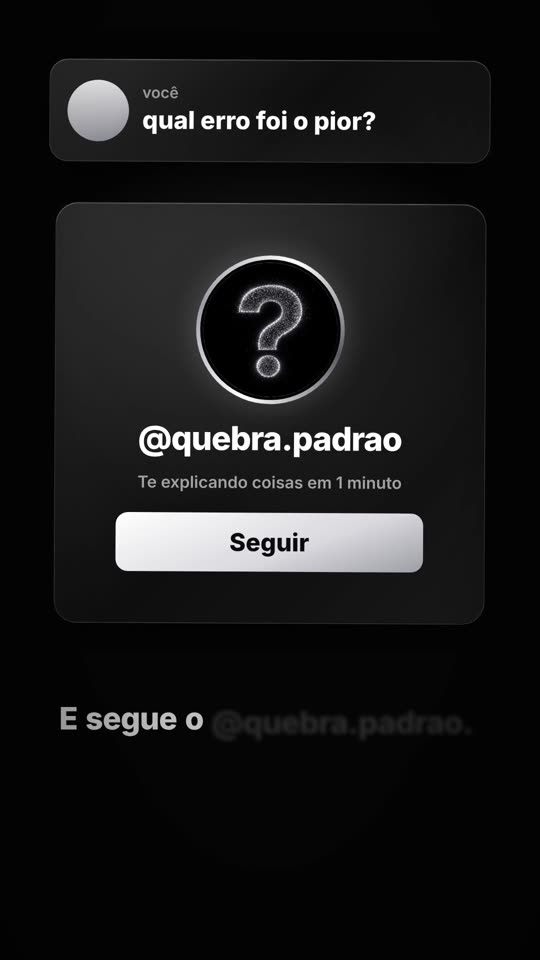 você
qual erro foi o pior?
?
@quebra.padrao
Te explicando coisas em 1 minuto
Seguir
E segue o @quebra.padrao.